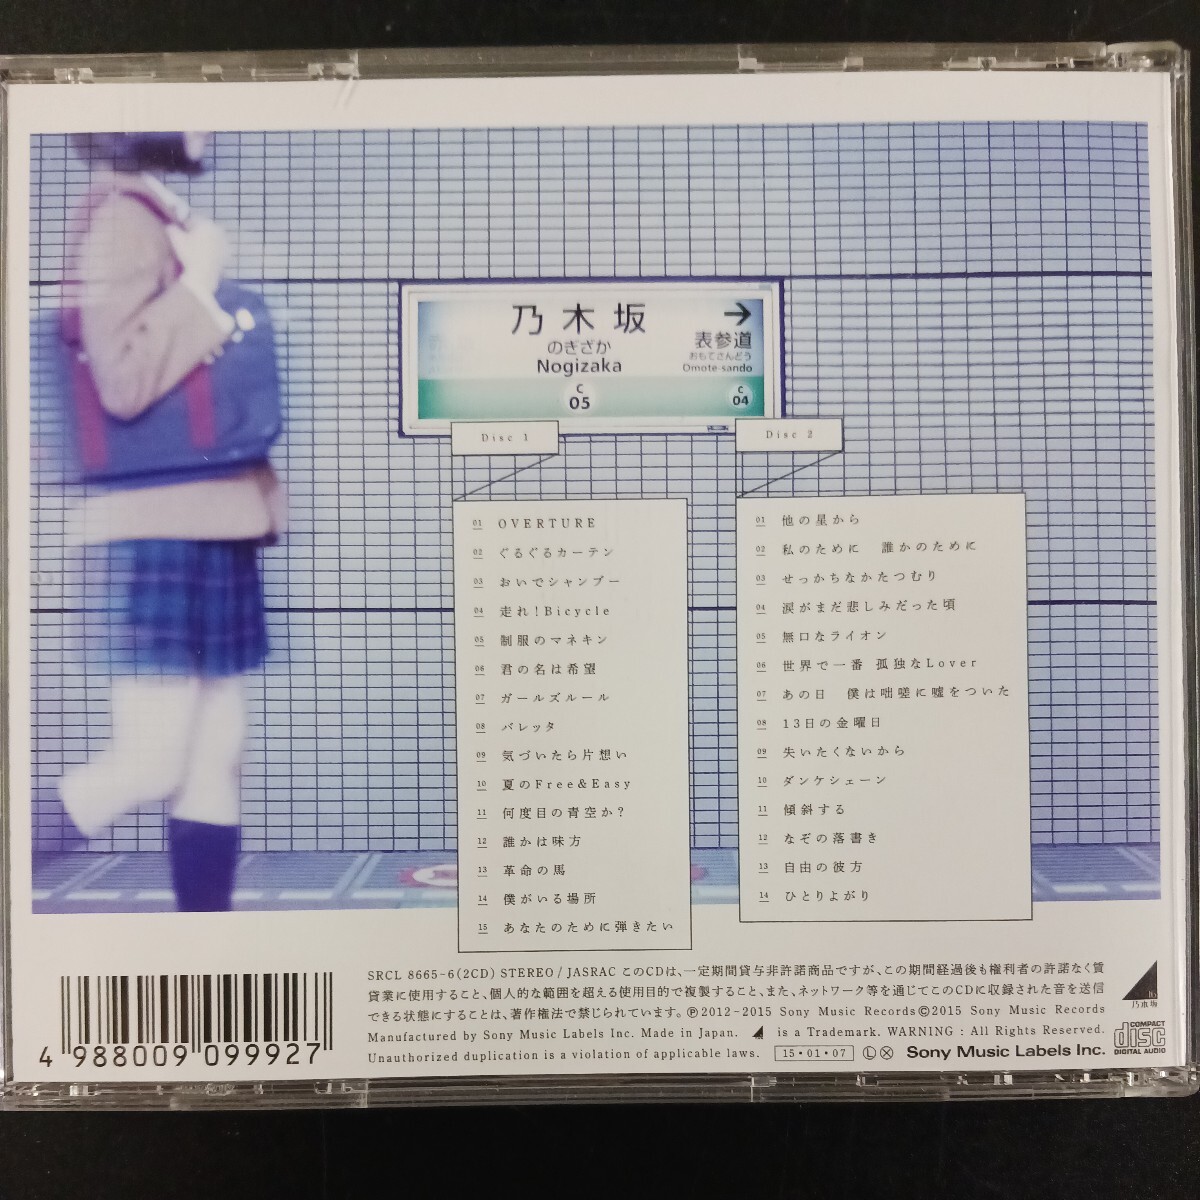 乃木坂
のぎざか
Nogizaka
C
05
→
表参道
おもてさんどう
Omote-sando
C
04
Disc 1
01 OVERTURE
02 ぐるぐるカーテン
03 おいでシャンプー
04 走れ!Bicycle
05 制服のマネキン
06 君の名は希望
07 ガールズルール
08 バレッタ
09 気づいたら片想い
10 夏のFree&Easy
11 何度目の青空か?
12 誰かは味方
13 革命の馬
14 僕がいる場所
15 あなたのために弾きたい
Disc 2
01 他の星から
02 私のために 誰かのために
03 せっかちなかたつむり
04 涙がまだ悲しみだった頃
05 無口なライオン
06 世界で一番 孤独なLover
07 あの日 僕は咄嗟に嘘をついた
08 13日の金曜日
09 失いたくないから
10 ダンケシェーン
11 傾斜する
12 なぞの落書き
13 自由の彼方
14 ひとりよがり
4 988009 099927
SRCL 8665-6(2CD) STEREO / JASRAC このCDは、一定期間貸与非許諾商品ですが、この期間経過後も権利者の許諾なく賃
貸業に使用すること、個人的な範囲を超える使用目的で複製すること、また、ネットワーク等を通じてこのCDに収録された音を送信
できる状態にすることは、著作権法で禁じられています。Ⓟ2012-2015 Sony Music Records©2015 Sony Music Records
Manufactured by Sony Music Labels Inc. Made in Japan. is a Trademark. WARNING : All Rights Reserved.
Unauthorized duplication is a violation of applicable laws. 15・01・07 Ⓛ Ⓧ Sony Music Labels Inc.
46
乃木坂
COMPACT
disc
DIGITAL AUDIO